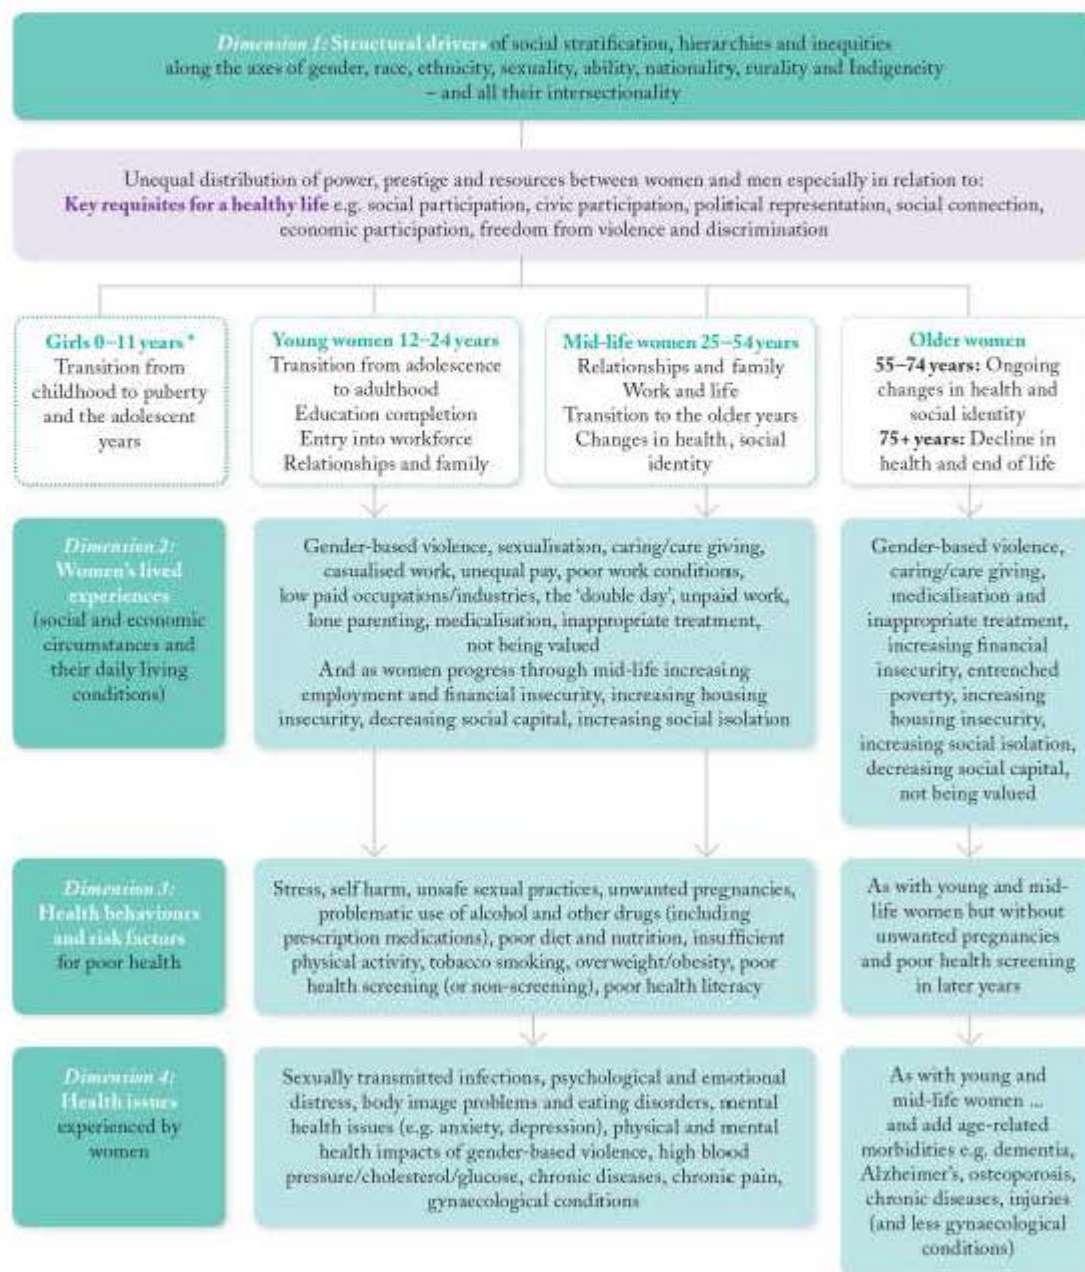 Dimension 1: Structural drivers of social stratification, hierarchies and inequities
along the axes of gender, race, ethnicity, sexuality, ability, nationality, rurality and Indigeneity
– and all their intersectionality
Unequal distribution of power, prestige and resources between women and men especially in relation to:
Key requisites for a healthy life e.g. social participation, civic participation, political representation, social connection,
economic participation, freedom from violence and discrimination
Girls 0–11 years*
Transition from
childhood to puberty
and the adolescent
years
Young women 12–24 years
Transition from adolescence
to adulthood
Education completion
Entry into workforce
Relationships and family
Mid-life women 25–54 years
Relationships and family
Work and life
Transition to the older years
Changes in health, social
identity
Older women
55–74 years: Ongoing
changes in health and
social identity
75+ years: Decline in
health and end of life
Dimension 2:
Women's lived
experiences
(social and economic
circumstances and
their daily living
conditions)
Gender-based violence, sexualisation, caring/care giving,
casualised work, unequal pay, poor work conditions,
low paid occupations/industries, the 'double day', unpaid work,
lone parenting, medicalisation, inappropriate treatment,
not being valued
And as women progress through mid-life increasing
employment and financial insecurity, increasing housing
insecurity, decreasing social capital, increasing social isolation
Gender-based violence,
caring/care giving,
medicalisation and
inappropriate treatment,
increasing financial
insecurity, entrenched
poverty, increasing
housing insecurity,
increasing social isolation,
decreasing social capital,
not being valued
Dimension 3:
Health behaviours
and risk factors
for poor health
Stress, self harm, unsafe sexual practices, unwanted pregnancies,
problematic use of alcohol and other drugs (including
prescription medications), poor diet and nutrition, insufficient
physical activity, tobacco smoking, overweight/obesity, poor
health screening (or non-screening), poor health literacy
As with young and mid-
life women but without
unwanted pregnancies
and poor health screening
in later years
Dimension 4:
Health issues
experienced by
women
Sexually transmitted infections, psychological and emotional
distress, body image problems and eating disorders, mental
health issues (e.g. anxiety, depression), physical and mental
health impacts of gender-based violence, high blood
pressure/cholesterol/glucose, chronic diseases, chronic pain,
gynaecological conditions
As with young and
mid-life women ...
and add age-related
morbidities e.g. dementia,
Alzheimer's, osteoporosis,
chronic diseases, injuries
(and less gynaecological
conditions)